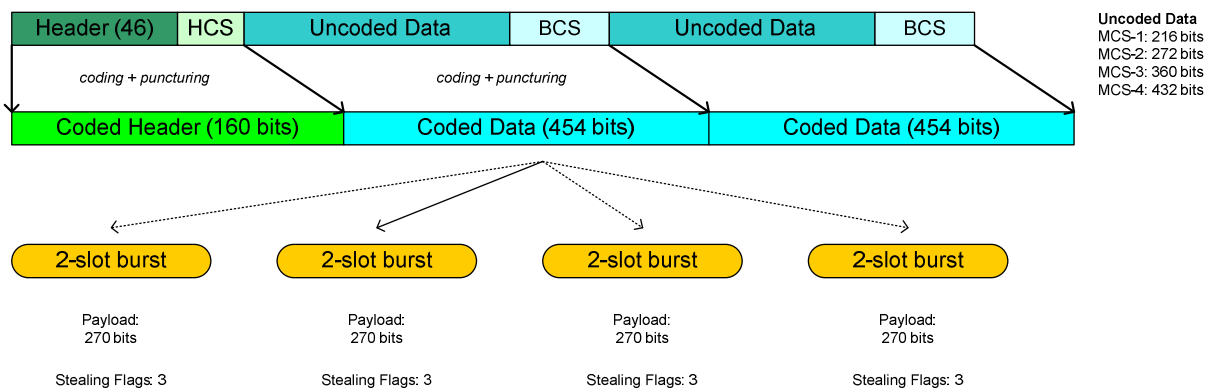 Header (46) HCS Uncoded Data BCS Uncoded Data BCS
Uncoded Data
MCS-1: 216 bits
MCS-2: 272 bits
MCS-3: 360 bits
MCS-4: 432 bits
coding + puncturing coding + puncturing
Coded Header (160 bits) Coded Data (454 bits) Coded Data (454 bits)
2-slot burst 2-slot burst 2-slot burst 2-slot burst
Payload: Payload: Payload: Payload:
270 bits 270 bits 270 bits 270 bits
Stealing Flags: 3 Stealing Flags: 3 Stealing Flags: 3 Stealing Flags: 3